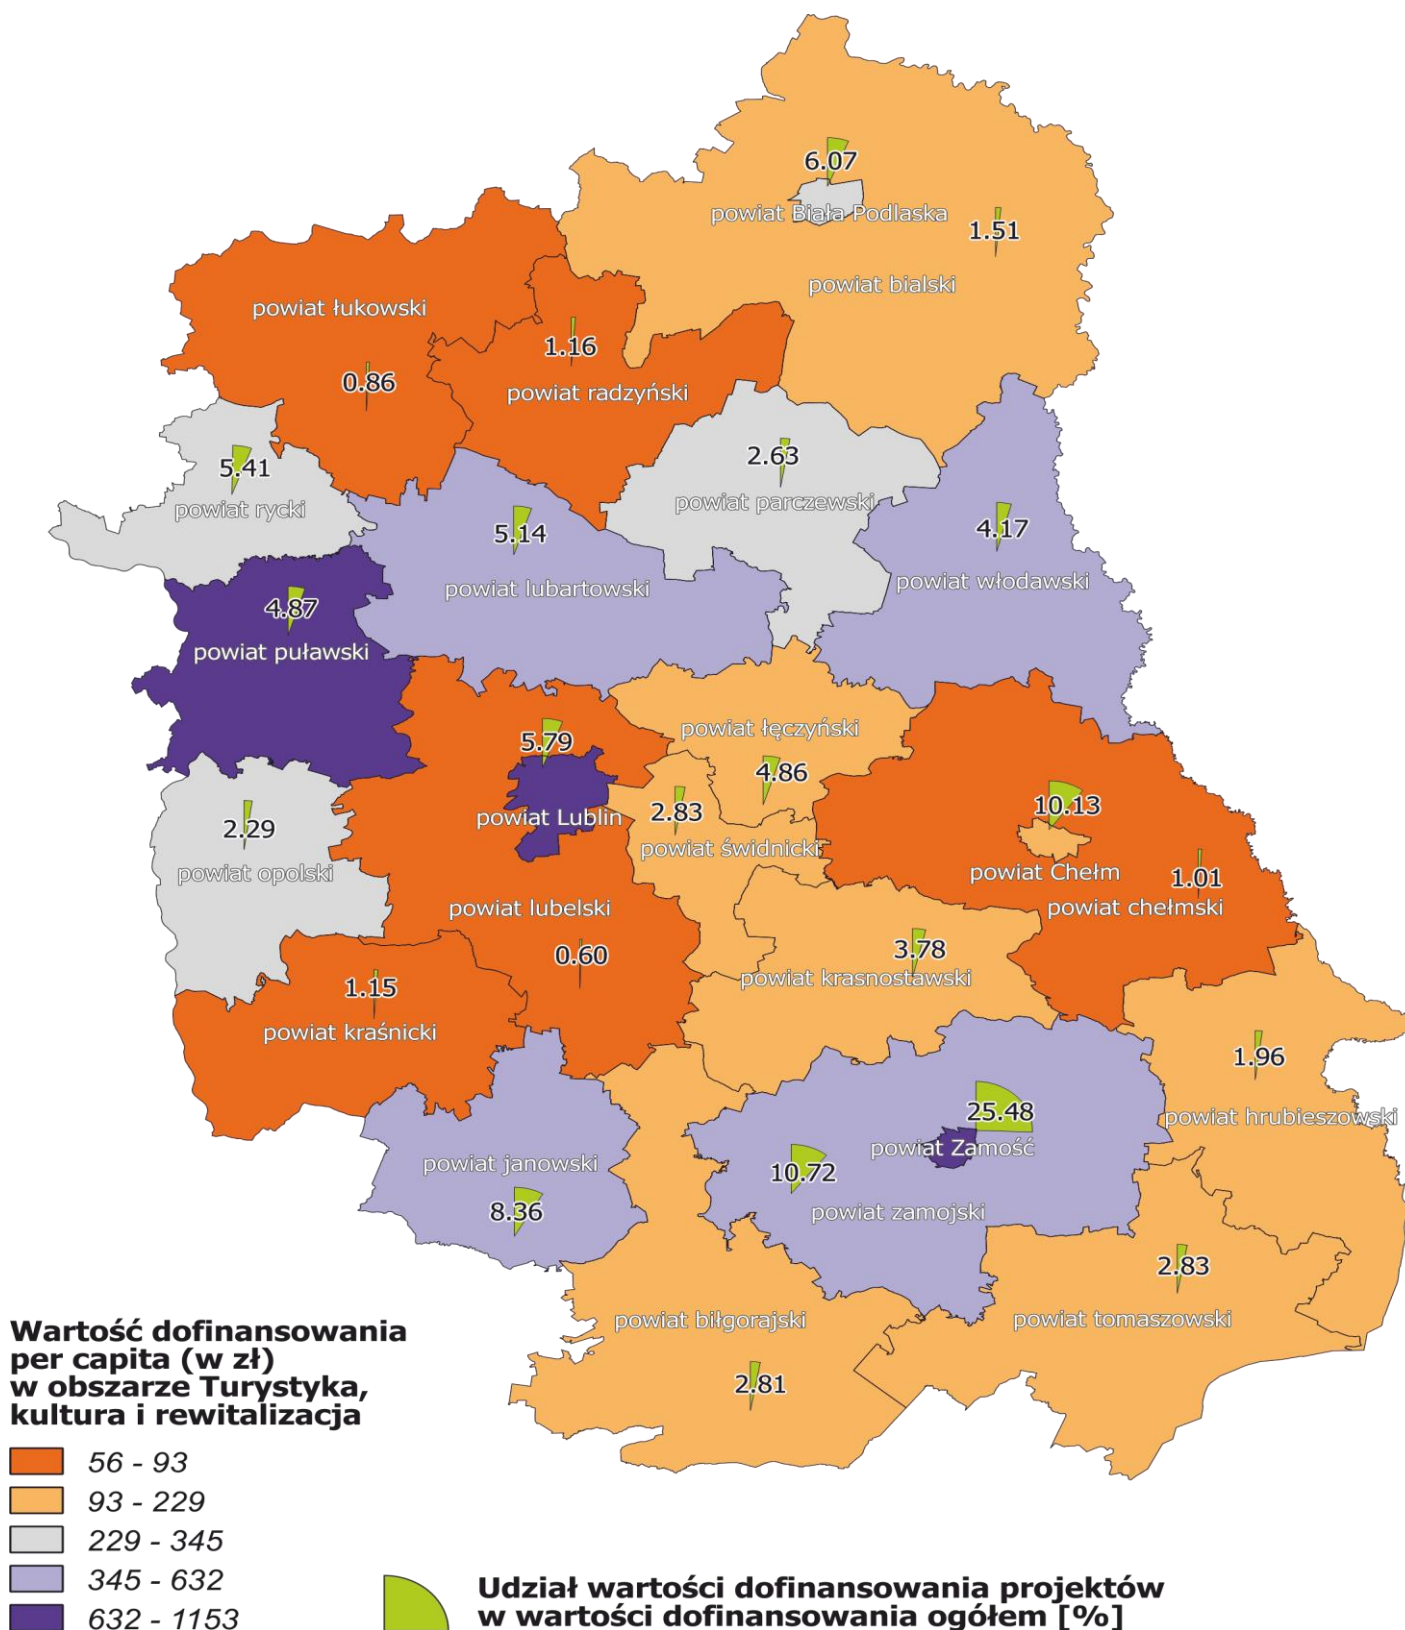 6.07
powiat Biała Podlaska
1.51
powiat bialski
powiat łukowski
1.16
0.86
powiat radzyński
5.41
powiat rycki
2.63
powiat parczewski
5.14
powiat lubartowski
4.17
powiat włodawski
4.87
powiat puławski
powiat łęczyński
4.86
5.79
powiat Lublin
2.83
powiat świdnicki
10.13
powiat Chełm
1.01
powiat chełmski
2.29
powiat opolski
powiat lubelski
0.60
3.78
powiat krasnostawski
1.15
powiat kraśnicki
1.96
powiat hrubieszowski
25.48
powiat Zamość
10.72
powiat zamojski
powiat janowski
8.36
2.83
powiat tomaszowski
powiat biłgorajski
2.81
Wartość dofinansowania
per capita (w zł)
w obszarze Turystyka,
kultura i rewitalizacja
56 - 93
93 - 229
229 - 345
345 - 632
632 - 1153
Udział wartości dofinansowania projektów
w wartości dofinansowania ogółem [%]